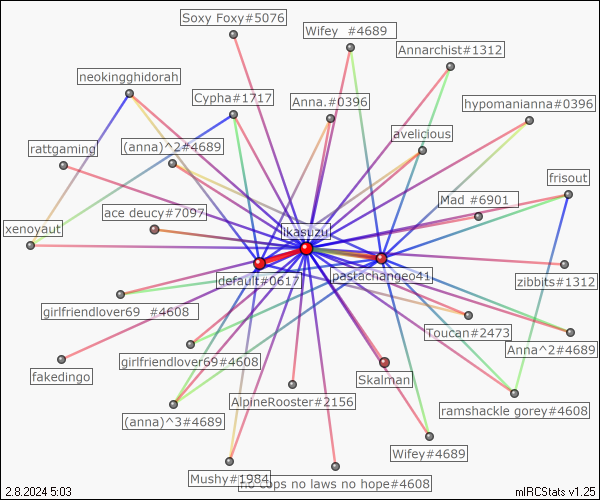 Soxy Foxy#5076
Wifey  #4689
Annarchist#1312
neokingghidorah
Cypha#1717
Anna.#0396
hypomanianna#0396
avelicious
rattgaming
(anna)^2#4689
frisout
ace deucy#7097
Mad #6901
xenoyaut
ikasuzu
default#0617
pastachangeo41
zibbits#1312
girlfriendlover69  #4608
Toucan#2473
Anna^2#4689
girlfriendlover69#4608
fakedingo
Skalman
AlpineRooster#2156
ramshackle gorey#4608
(anna)^3#4689
Wifey#4689
Mushy#1984
no cops no laws no hope#4608
2.8.2024 5:03
mIRCStats v1.25